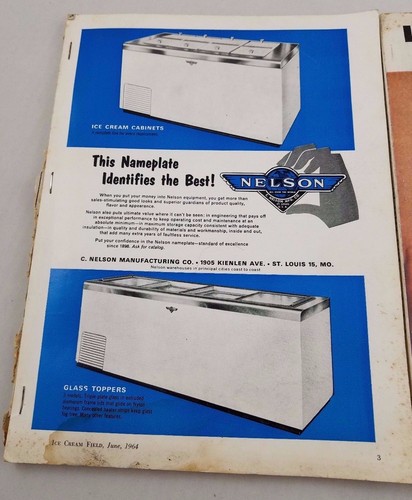 ICE CREAM CABINETS
This Nameplate
Identifies the Best!
NELSON
When you put your money into Nelson equipment, you get more than
sales-stimulating good looks and superior guardians of product quality,
flavor and appearance.
Nelson also puts ultimate value where it can't be seen: in engineering that pays off
in exceptional performance to keep operating cost and maintenance at an
absolute minimum—in maximum storage capacity consistent with adequate
insulation—in quality and durability of materials and workmanship, inside and out,
that add many extra years of faultless service.
Put your confidence in the Nelson nameplate—standard of excellence
since 1898. Ask for catalog.
C. NELSON MANUFACTURING CO. • 1905 KIENLEN AVE. • ST. LOUIS 15, MO.
Nelson warehouses in principal cities coast to coast
GLASS TOPPERS
ICE CREAM FIELD, June, 1964
3